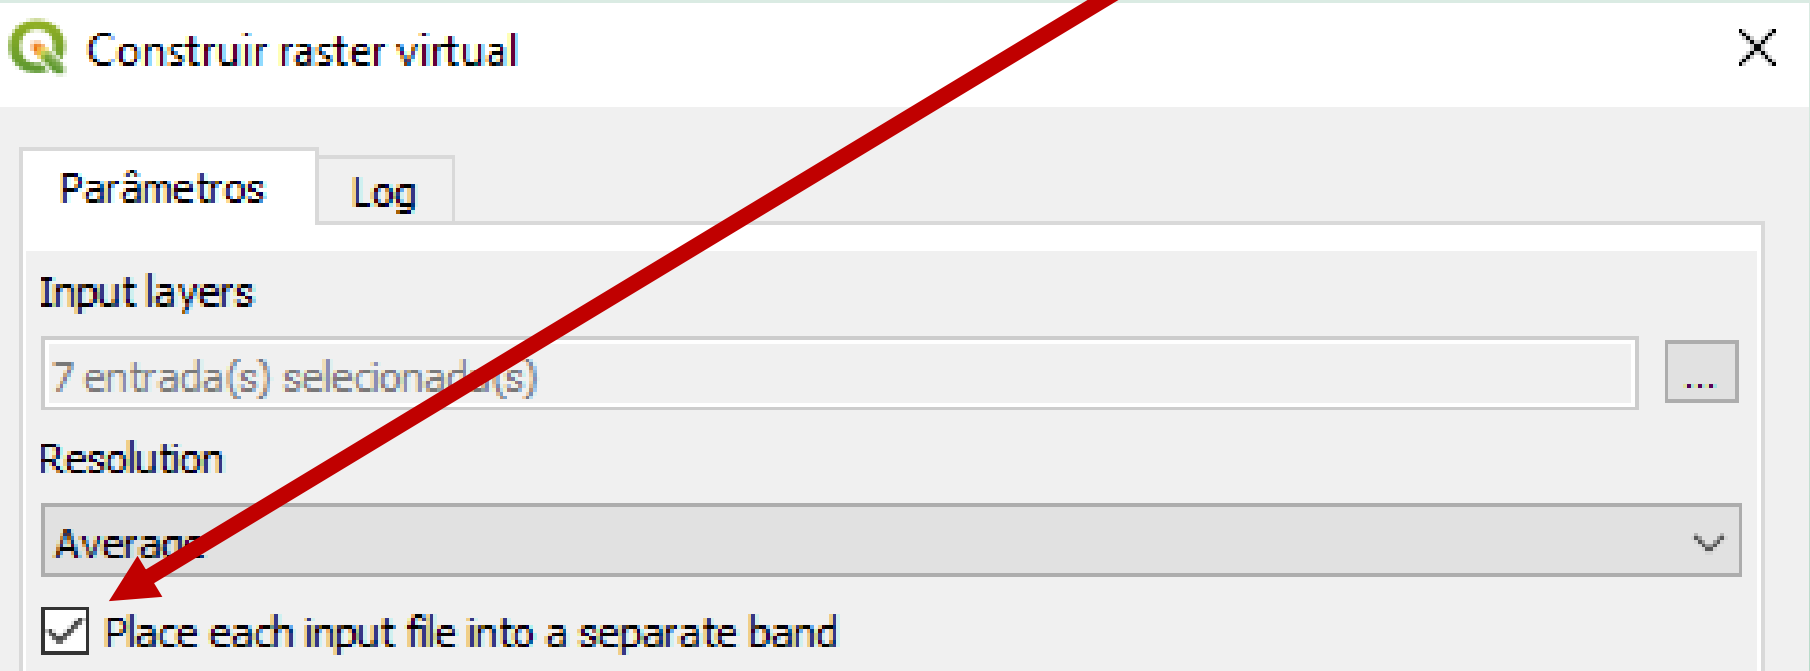 Construir raster virtual
Parâmetros
Log
Input layers
7 entrada(s) selecionada(s)
...
Resolution
Average
Place each input file into a separate band